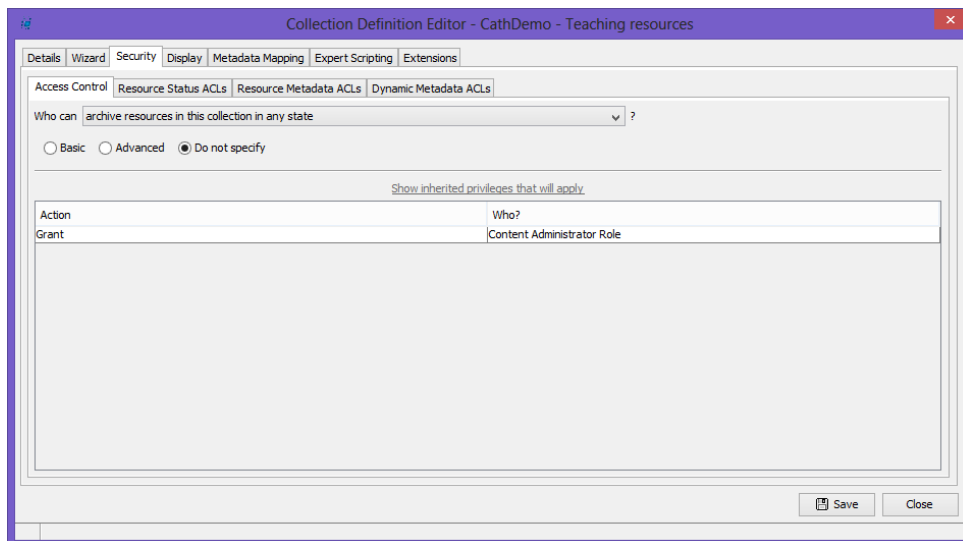 Collection Definition Editor - CathDemo - Teaching resources
Details Wizard Security Display Metadata Mapping Expert Scripting Extensions
Access Control Resource Status ACLs Resource Metadata ACLs Dynamic Metadata ACLs
Who can archive resources in this collection in any state ?
Basic Advanced Do not specify
Show inherited privileges that will apply
Action Who?
Grant Content Administrator Role
Save Close